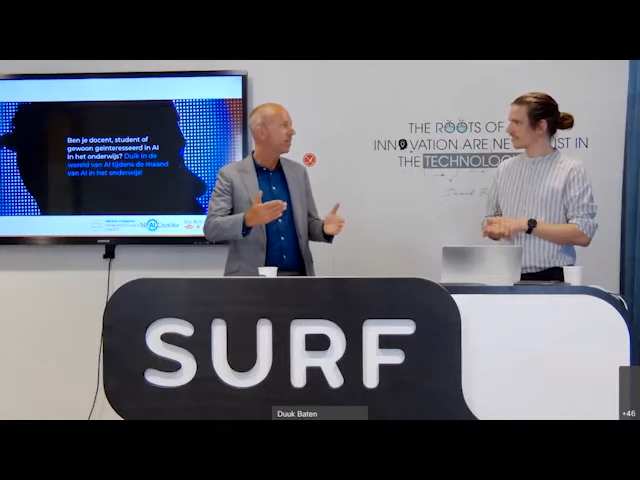 Ben je docent, student of
gewoon geïnteresseerd in AI
in het onderwijs? Duik in de
wereld van AI tijdens de maand
van AI in het onderwijs!
THE ROOTS OF
INNOVATION ARE NE ST IN
THE TECHNOLOG
SURF
Duuk Baten
+46